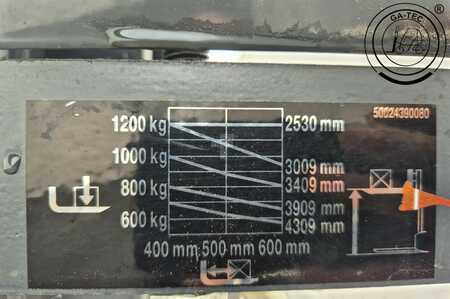 GA-TEC
®
50024390080
1200 kg 2530 mm
1000 kg 3009 mm
800 kg 3409 mm
3909 mm
600 kg 4309 mm
400 mm 500 mm 600 mm